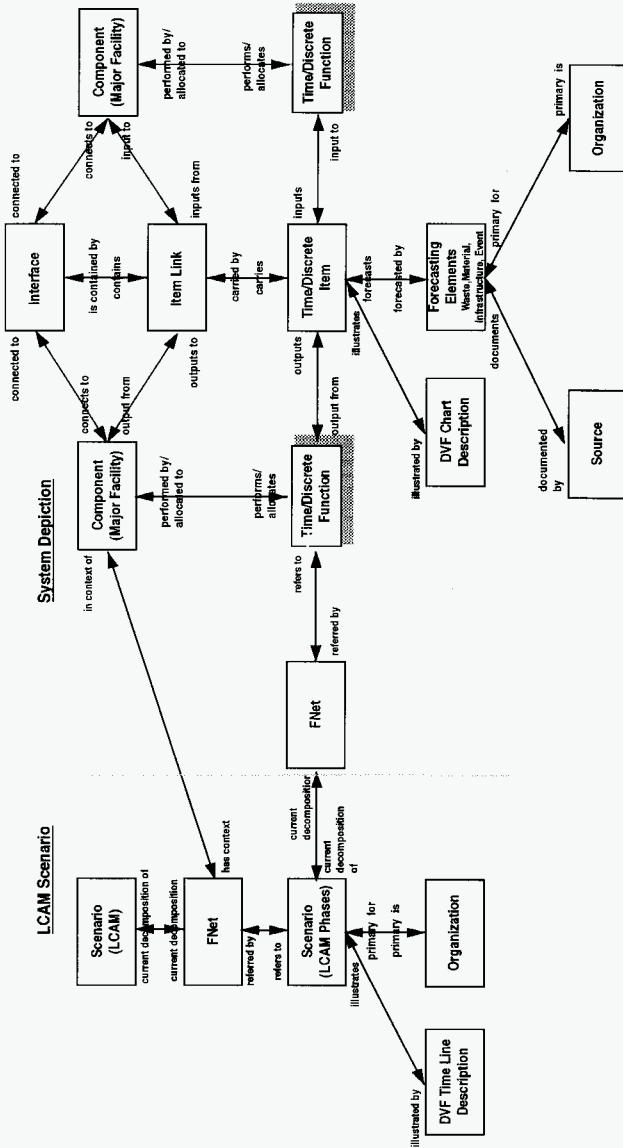 LCAM Scenario
System Depiction
Scenario
(LCAM)
current decomposition of
current decomposition
FNet
has context
in context of
referred by
refers to
Scenario
(LCAM Phases)
current
decomposition
current
decomposition
of
FNet
referred by
refers to
primary for
primary is
Organization
illustrates
illustrated by
DVF Time Line
Description
Component
(Major Facility)
connects to
connected to
output from
outputs to
performed by/
allocated to
performs/
allocates
Time/Discrete
Function
Interface
is contained by
contains
Item Link
carried by
carries
connected to
connects to
input to
inputs from
Component
(Major Facility)
performed by/
allocated to
performs/
allocates
Time/Discrete
Function
output from
outputs
Time/Discrete
Item
inputs
input to
illustrates
illustrated by
DVF Chart
Description
forecasts
forecasted by
Forecasting
Elements
Waste, Material,
Infrastructure, Event
documents
documented
by
Source
primary for
primary is
Organization